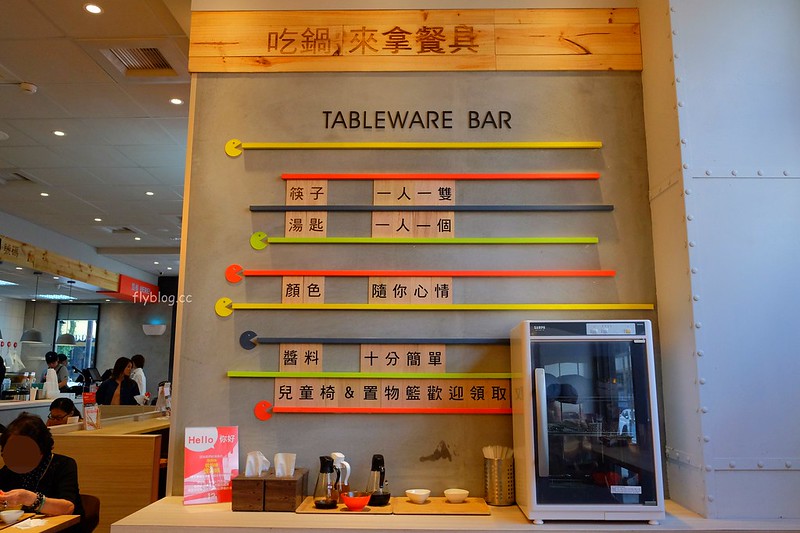 吃鍋 來拿餐具
TABLEWARE BAR
筷子 一人一雙
湯匙 一人一個
顏色 隨你心情
醬料 十分簡單
兒童椅&置物籃歡迎領取
flyblog.cc
Hello 你好